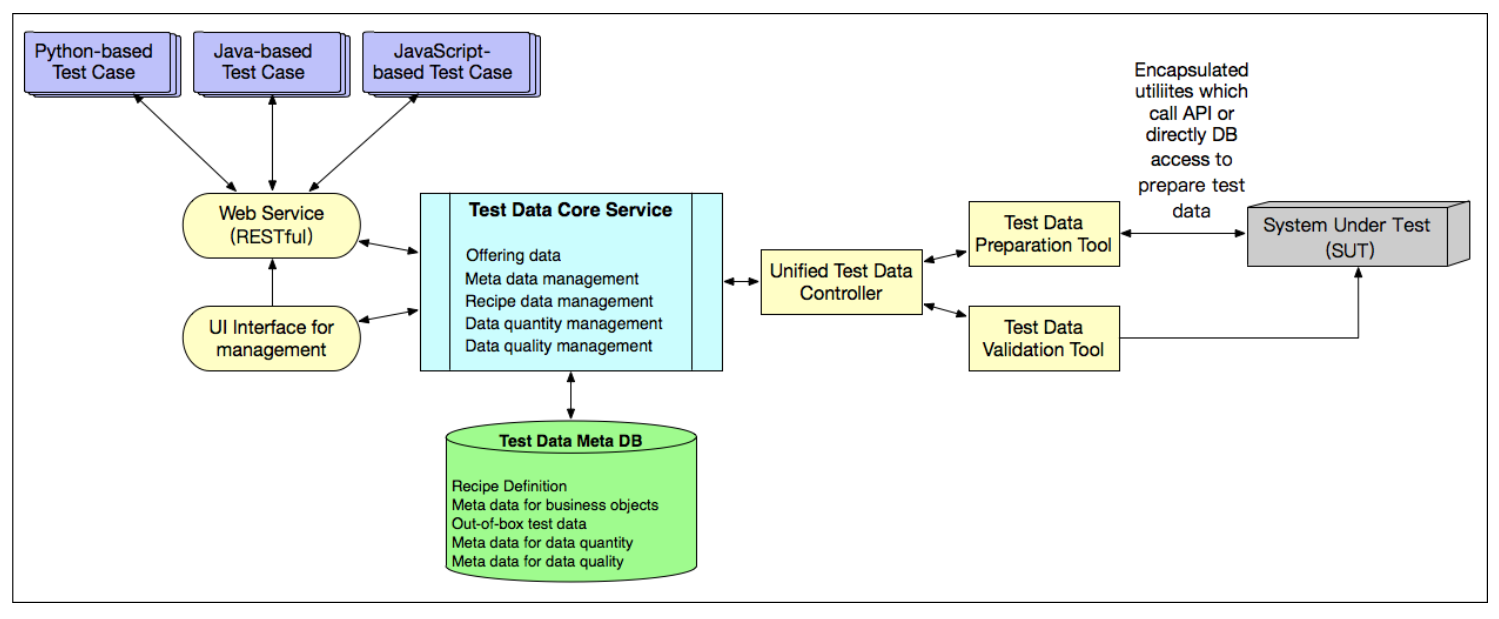 Python-based
Test Case
Java-based
Test Case
JavaScript-
based Test Case
Encapsulated
utiliites which
call API or
directly DB
access to
prepare test
data
Web Service
(RESTful)
Test Data Core Service
Offering data
Meta data management
Recipe data management
Data quantity management
Data quality management
Unified Test Data
Controller
Test Data
Preparation Tool
System Under Test
(SUT)
UI Interface for
management
Test Data
Validation Tool
Test Data Meta DB
Recipe Definition
Meta data for business objects
Out-of-box test data
Meta data for data quantity
Meta data for data quality